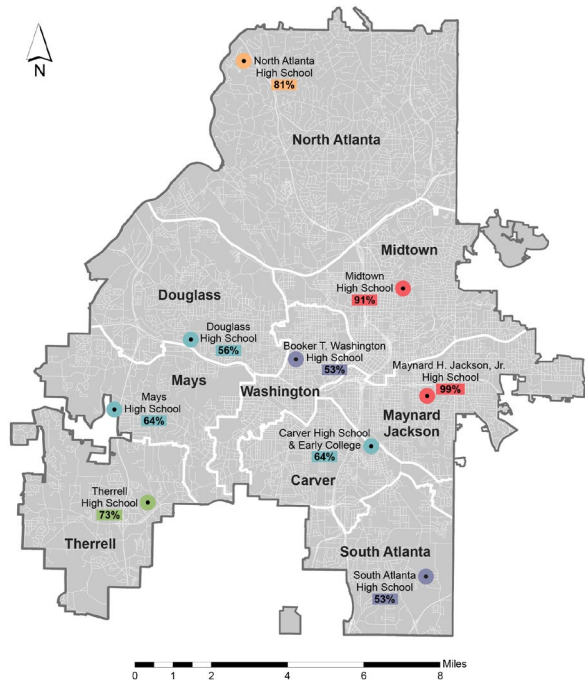 N
North Atlanta
High School
81%
North Atlanta
Midtown
Midtown
High School
91%
Douglass
Douglass
High School
56%
Booker T. Washington
High School
53%
Maynard H. Jackson, Jr.
High School
99%
Mays
Washington
Mays
High School
64%
Maynard
Jackson
Carver High School
& Early College
64%
Carver
Therrell
High School
73%
Therrell
South Atlanta
South Atlanta
High School
53%
Miles
0 1 2 4 6 8